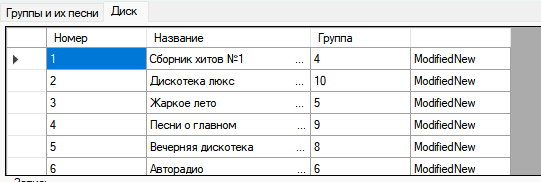 Группы и их песни Диск
Номер Название Группа
1 Сборник хитов №1 ... 4 ModifiedNew
2 Дискотека люкс ... 10 ModifiedNew
3 Жаркое лето ... 5 ModifiedNew
4 Песни о главном ... 9 ModifiedNew
5 Вечерняя дискотека ... 8 ModifiedNew
6 Авторадио ... 6 ModifiedNew